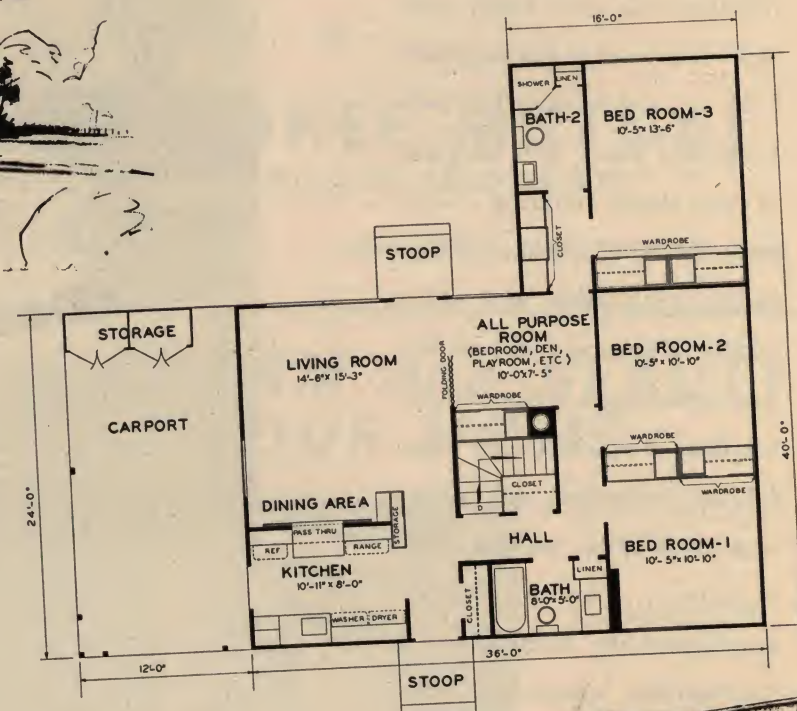 16'-0"
SHOWER
LINEN
BATH-2
BED ROOM-3
10'-5"x 13'-6"
CLOSET
WARDROBE
STOOP
STORAGE
CARPORT
LIVING ROOM
14'-6"x 15'-3"
FOLDING DOOR
ALL PURPOSE
ROOM
(BEDROOM, DEN,
PLAYROOM, ETC)
10'-0"x7'-5"
WARDROBE
BED ROOM-2
10'-5" x 10'-10"
40'-0"
24'-0"
CLOSET
D
WARDROBE
WARDROBE
DINING AREA
STORAGE
PASS THRU
REF
RANGE
KITCHEN
10'-11" x 8'-0"
HALL
BED ROOM-1
10'-5"x 10'-10"
LINEN
BATH
8'-0"x 5'-0"
CLOSET
WASHER
DRYER
12'-0"
36'-0"
STOOP